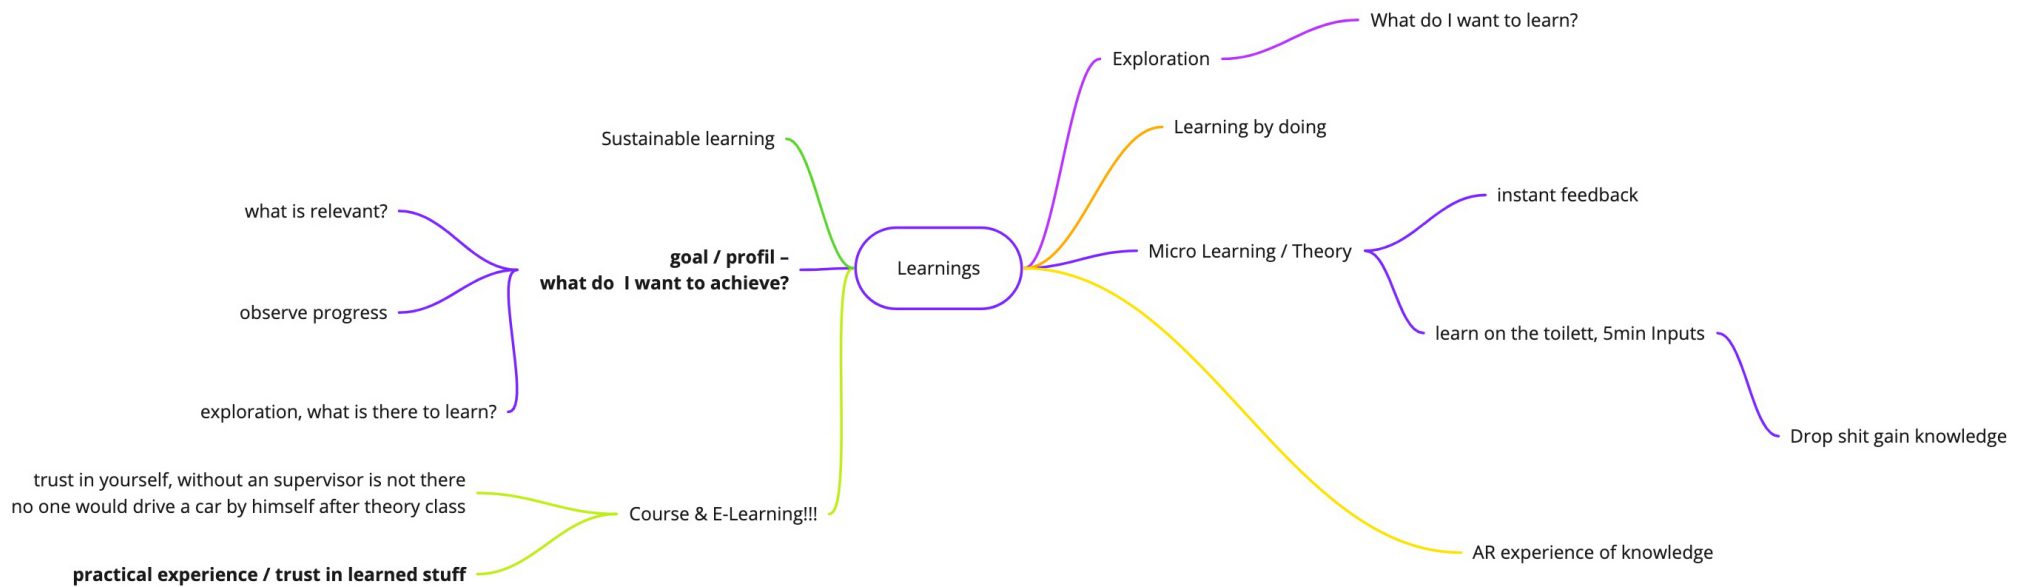 What do I want to learn?
Exploration
Learning by doing
Sustainable learning
instant feedback
what is relevant?
Micro Learning / Theory
goal / profil –
what do  I want to achieve?
Learnings
observe progress
learn on the toilett, 5min Inputs
exploration, what is there to learn?
Drop shit gain knowledge
trust in yourself, without an supervisor is not there
no one would drive a car by himself after theory class
Course & E-Learning!!!
AR experience of knowledge
practical experience / trust in learned stuff